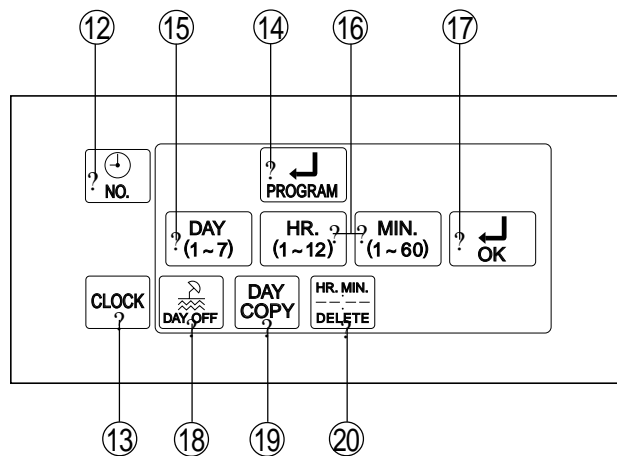 12 15 14 16 17
? NO.
? PROGRAM
? DAY (1~7)
HR. ? (1~12)
? MIN. (1~60)
? OK
CLOCK ?
DAY OFF ?
DAY COPY ?
HR. MIN. DELETE ?
13 18 19 20